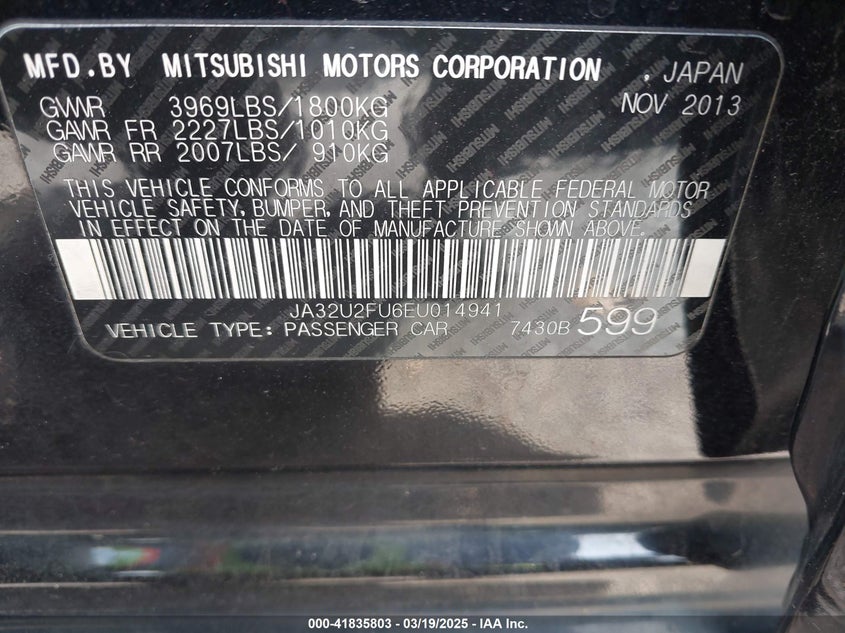 MFD.BY MITSUBISHI MOTORS CORPORATION , JAPAN
GVWR 3969LBS/1800KG NOV 2013
GAWR FR 2227LBS/1010KG
GAWR RR 2007LBS/ 910KG
THIS VEHICLE CONFORMS TO ALL APPLICABLE FEDERAL MOTOR
VEHICLE SAFETY, BUMPER, AND THEFT PREVENTION STANDARDS
IN EFFECT ON THE DATE OF MANUFACTURE SHOWN ABOVE.
JA32U2FU6EU014941
VEHICLE TYPE: PASSENGER CAR 7430B 599
000-41835803 — 03/19/2025 — IAA Inc.